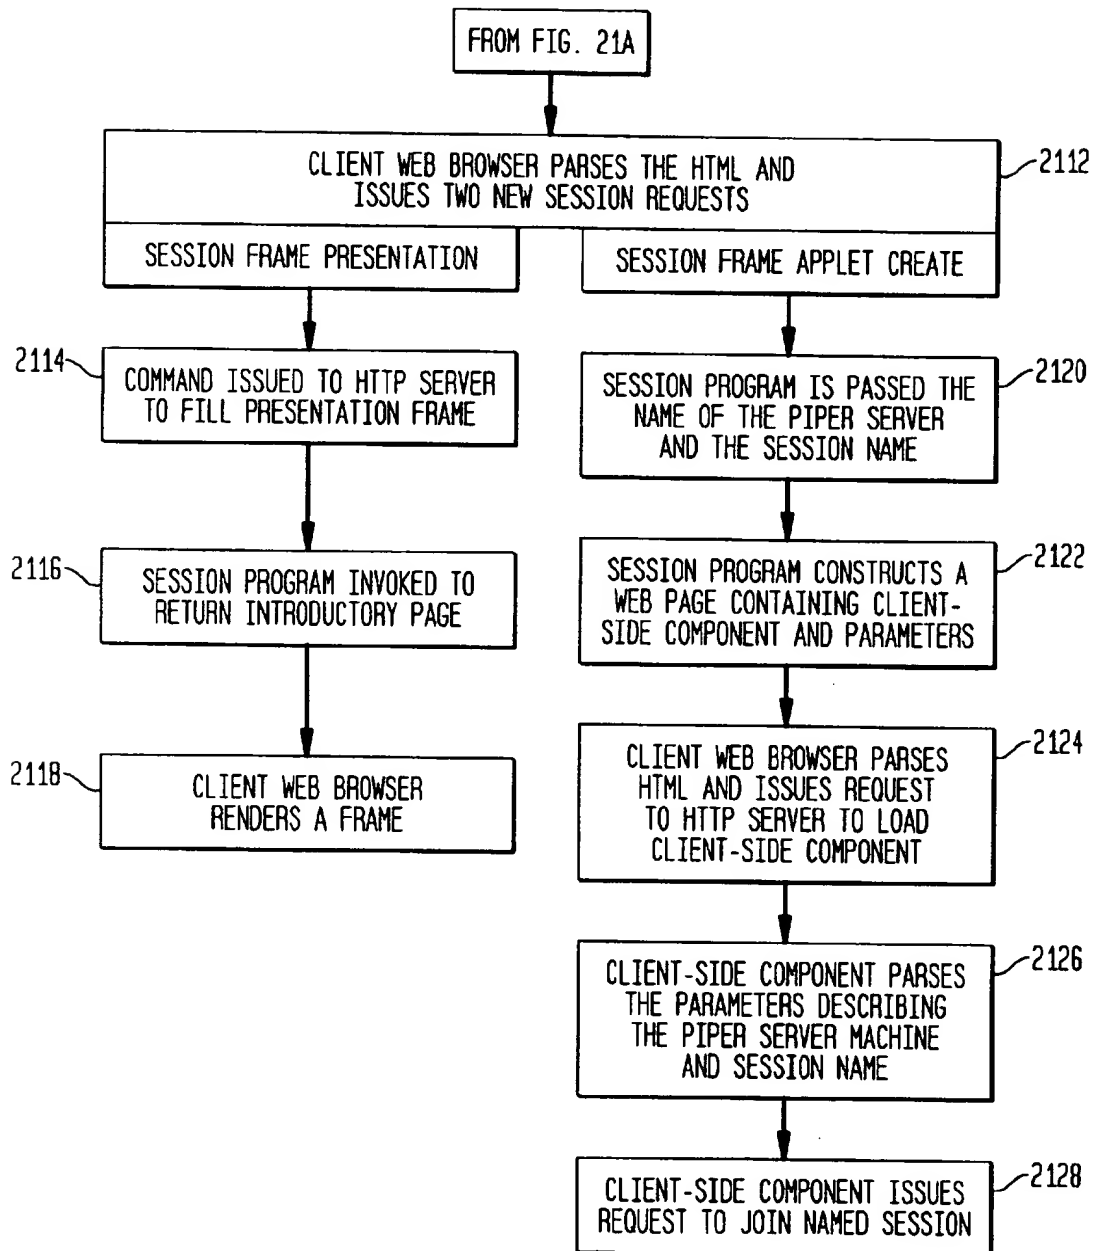 FROM FIG. 21A
CLIENT WEB BROWSER PARSES THE HTML AND
ISSUES TWO NEW SESSION REQUESTS
2112
SESSION FRAME PRESENTATION
SESSION FRAME APPLET CREATE
2114
COMMAND ISSUED TO HTTP SERVER
TO FILL PRESENTATION FRAME
2116
SESSION PROGRAM INVOKED TO
RETURN INTRODUCTORY PAGE
2118
CLIENT WEB BROWSER
RENDERS A FRAME
2120
SESSION PROGRAM IS PASSED THE
NAME OF THE PIPER SERVER
AND THE SESSION NAME
2122
SESSION PROGRAM CONSTRUCTS A
WEB PAGE CONTAINING CLIENT-
SIDE COMPONENT AND PARAMETERS
2124
CLIENT WEB BROWSER PARSES
HTML AND ISSUES REQUEST
TO HTTP SERVER TO LOAD
CLIENT-SIDE COMPONENT
2126
CLIENT-SIDE COMPONENT PARSES
THE PARAMETERS DESCRIBING
THE PIPER SERVER MACHINE
AND SESSION NAME
2128
CLIENT-SIDE COMPONENT ISSUES
REQUEST TO JOIN NAMED SESSION